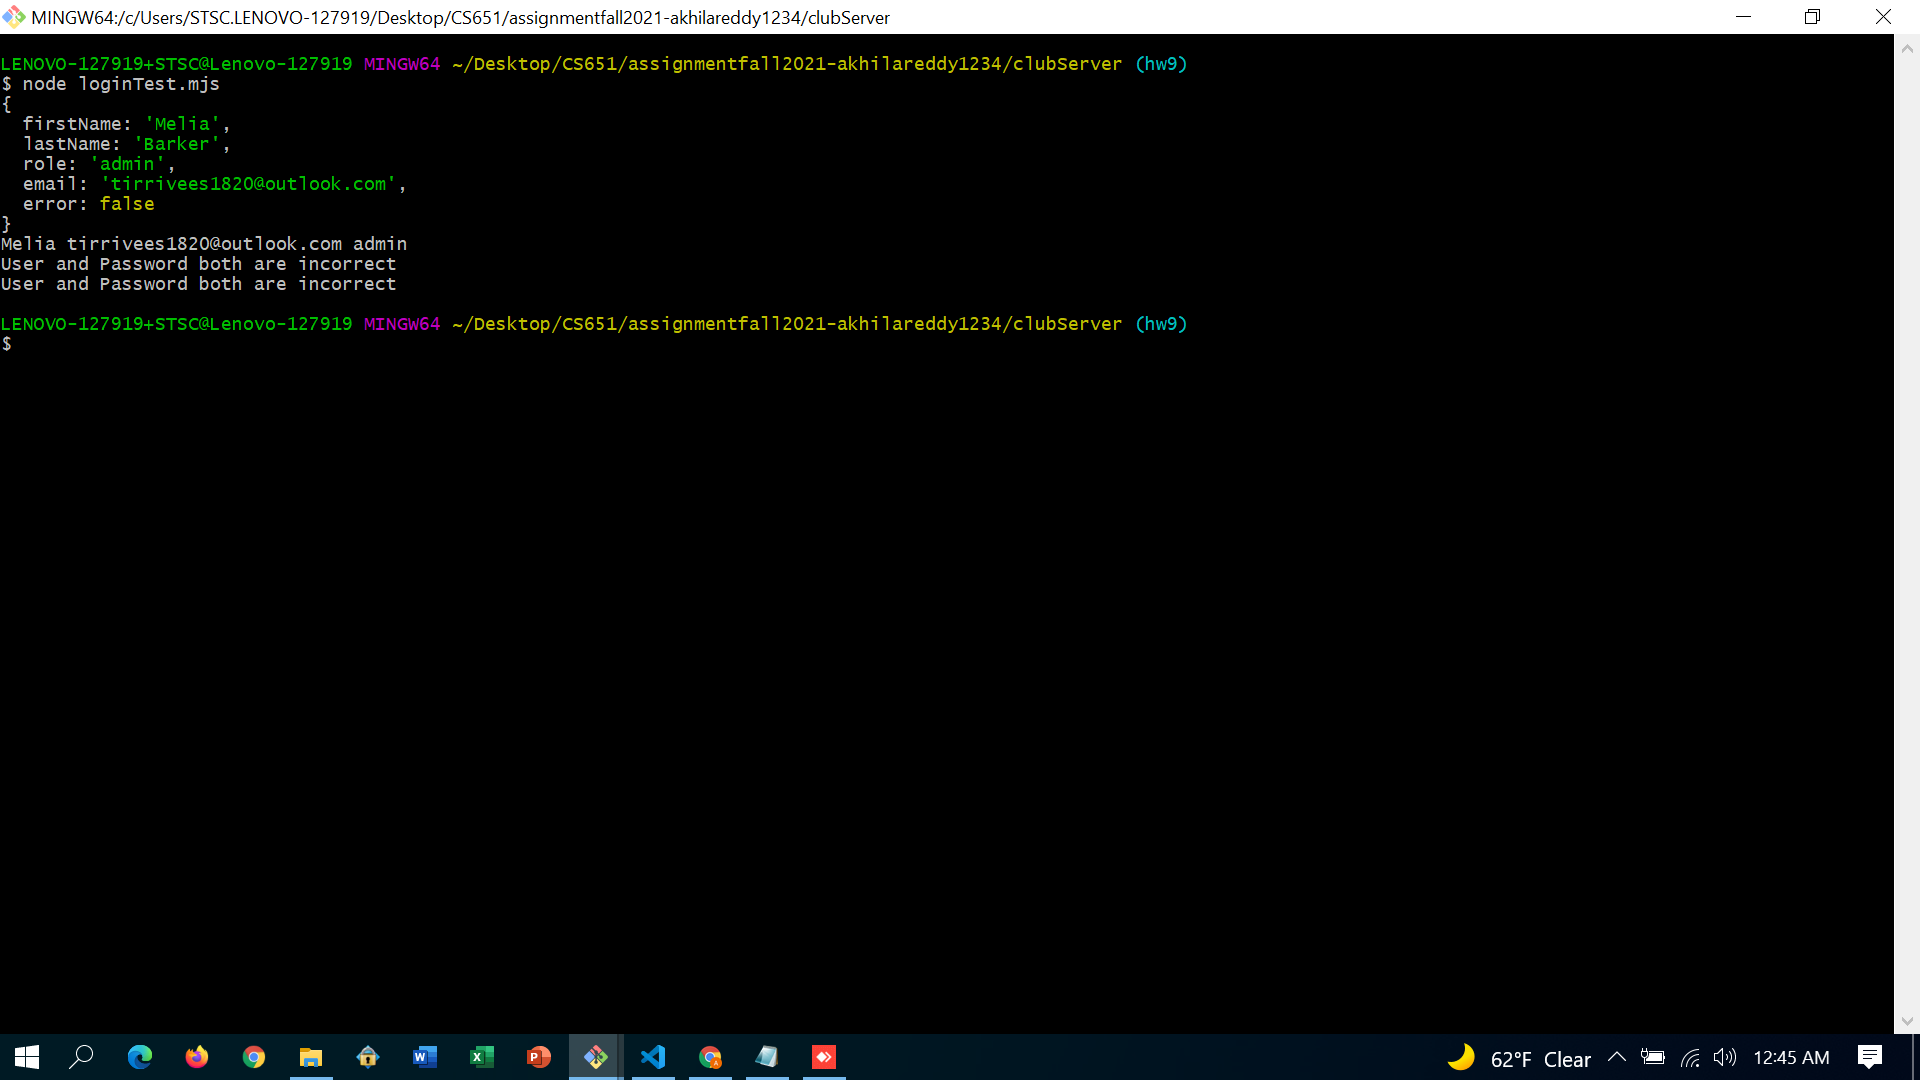 MINGW64:/c/Users/STSC.LENOVO-127919/Desktop/CS651/assignmentfall2021-akhilareddy1234/clubServer
LENOVO-127919+STSC@Lenovo-127919 MINGW64 ~/Desktop/CS651/assignmentfall2021-akhilareddy1234/clubServer (hw9)
$ node loginTest.mjs
{
  firstName: 'Melia',
  lastName: 'Barker',
  role: 'admin',
  email: 'tirrivees1820@outlook.com',
  error: false
}
Melia tirrivees1820@outlook.com admin
User and Password both are incorrect
User and Password both are incorrect
LENOVO-127919+STSC@Lenovo-127919 MINGW64 ~/Desktop/CS651/assignmentfall2021-akhilareddy1234/clubServer (hw9)
$
62°F Clear 12:45 AM